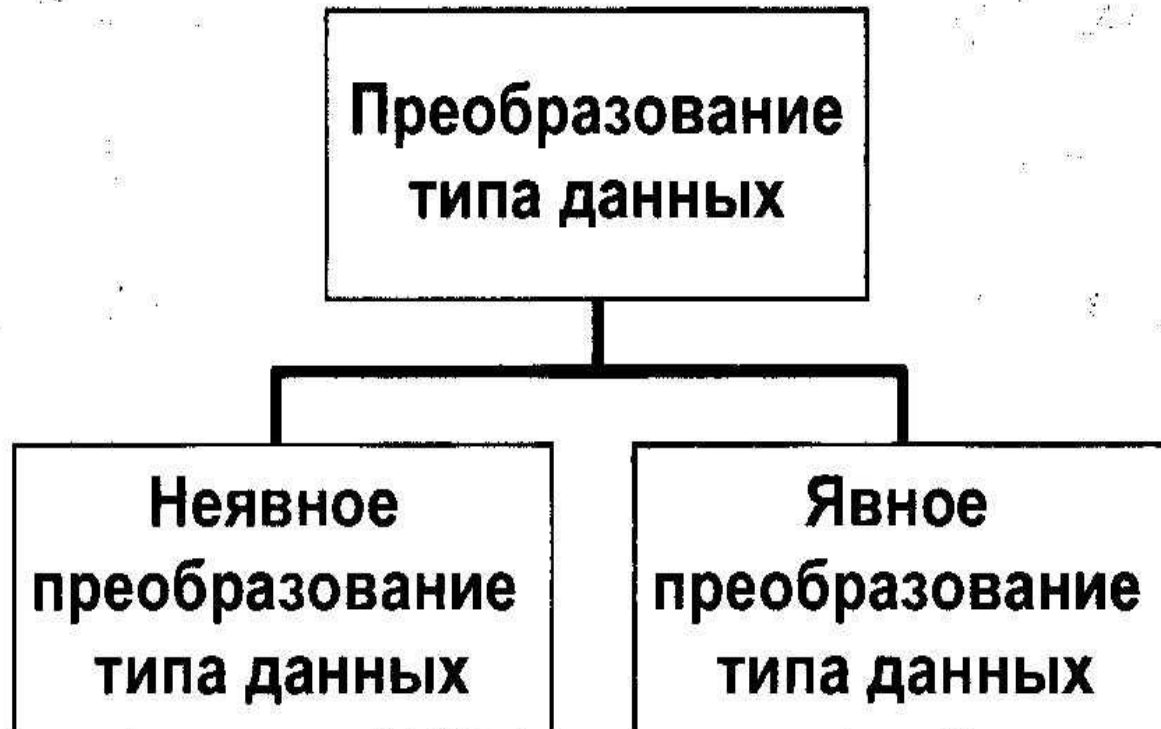 Преобразование
типа данных
Неявное
преобразование
типа данных
Явное
преобразование
типа данных